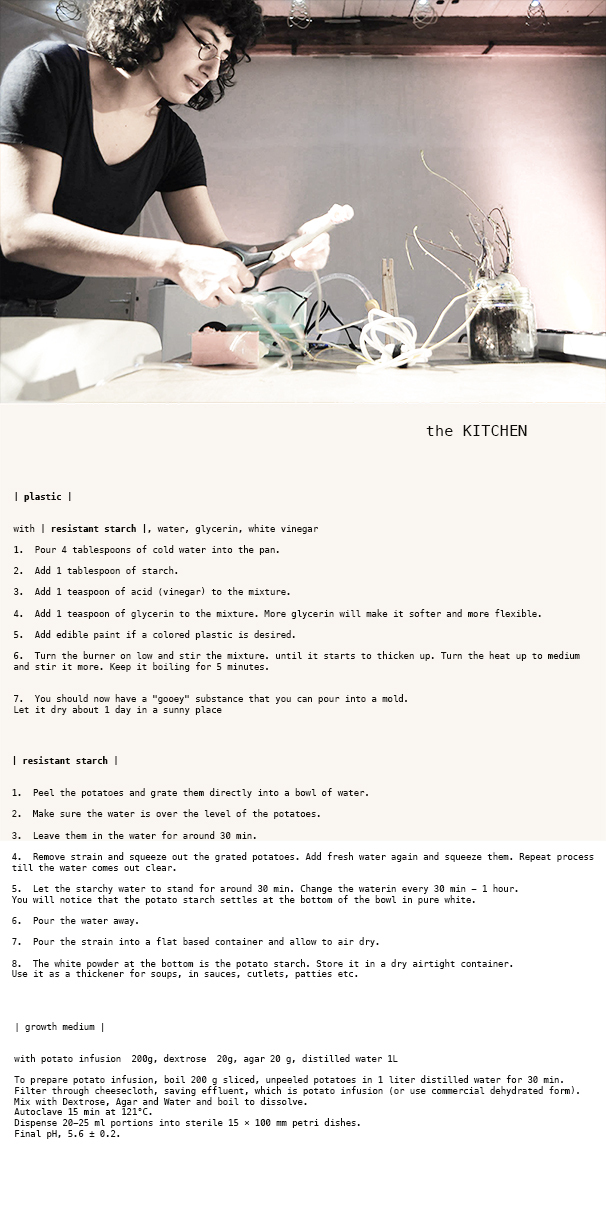 the KITCHEN
| plastic |
with | resistant starch |, water, glycerin, white vinegar
1.  Pour 4 tablespoons of cold water into the pan.
2.  Add 1 tablespoon of starch.
3.  Add 1 teaspoon of acid (vinegar) to the mixture.
4.  Add 1 teaspoon of glycerin to the mixture. More glycerin will make it softer and more flexible.
5.  Add edible paint if a colored plastic is desired.
6.  Turn the burner on low and stir the mixture. until it starts to thicken up. Turn the heat up to medium
and stir it more. Keep it boiling for 5 minutes.
7.  You should now have a "gooey" substance that you can pour into a mold.
Let it dry about 1 day in a sunny place
| resistant starch |
1.  Peel the potatoes and grate them directly into a bowl of water.
2.  Make sure the water is over the level of the potatoes.
3.  Leave them in the water for around 30 min.
4.  Remove strain and squeeze out the grated potatoes. Add fresh water again and squeeze them. Repeat process
till the water comes out clear.
5.  Let the starchy water to stand for around 30 min. Change the waterin every 30 min – 1 hour.
You will notice that the potato starch settles at the bottom of the bowl in pure white.
6.  Pour the water away.
7.  Pour the strain into a flat based container and allow to air dry.
8.  The white powder at the bottom is the potato starch. Store it in a dry airtight container.
Use it as a thickener for soups, in sauces, cutlets, patties etc.
| growth medium |
with potato infusion  200g, dextrose  20g, agar 20 g, distilled water 1L
To prepare potato infusion, boil 200 g sliced, unpeeled potatoes in 1 liter distilled water for 30 min.
Filter through cheesecloth, saving effluent, which is potato infusion (or use commercial dehydrated form).
Mix with Dextrose, Agar and Water and boil to dissolve.
Autoclave 15 min at 121°C.
Dispense 20–25 ml portions into sterile 15 × 100 mm petri dishes.
Final pH, 5.6 ± 0.2.